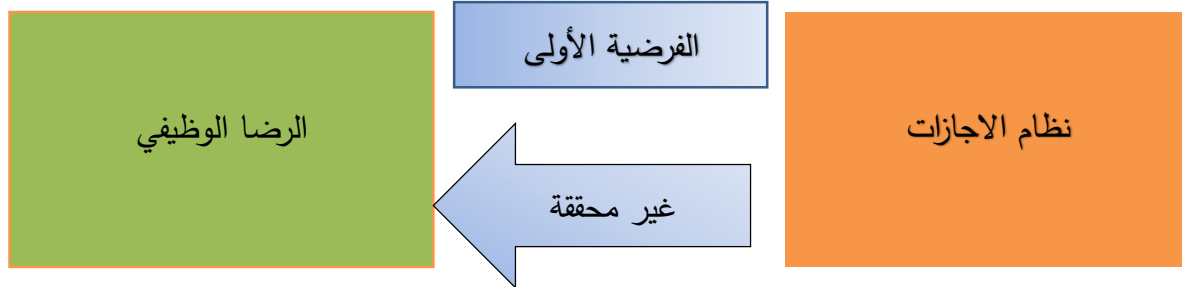 الفرضية الأولى
نظام الاجازات
الرضا الوظيفي
غير محققة